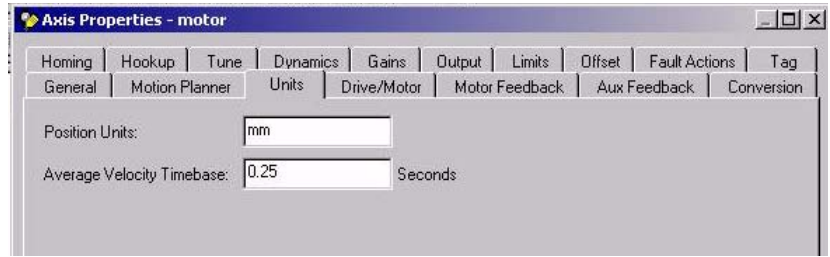 Axis Properties - motor
Homing Hookup Tune Dynamics Gains Output Limits Offset Fault Actions Tag
General Motion Planner Units Drive/Motor Motor Feedback Aux Feedback Conversion
Position Units: mm
Average Velocity Timebase: 0.25 Seconds